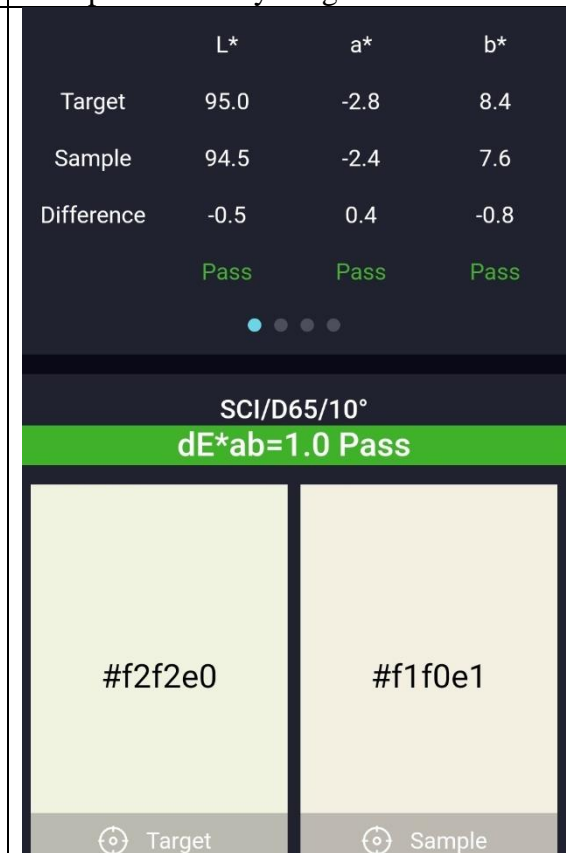 L* a* b*
Target 95.0 -2.8 8.4
Sample 94.5 -2.4 7.6
Difference -0.5 0.4 -0.8
Pass Pass Pass
SCI/D65/10°
dE*ab=1.0 Pass
#f2f2e0 #f1f0e1
Target Sample